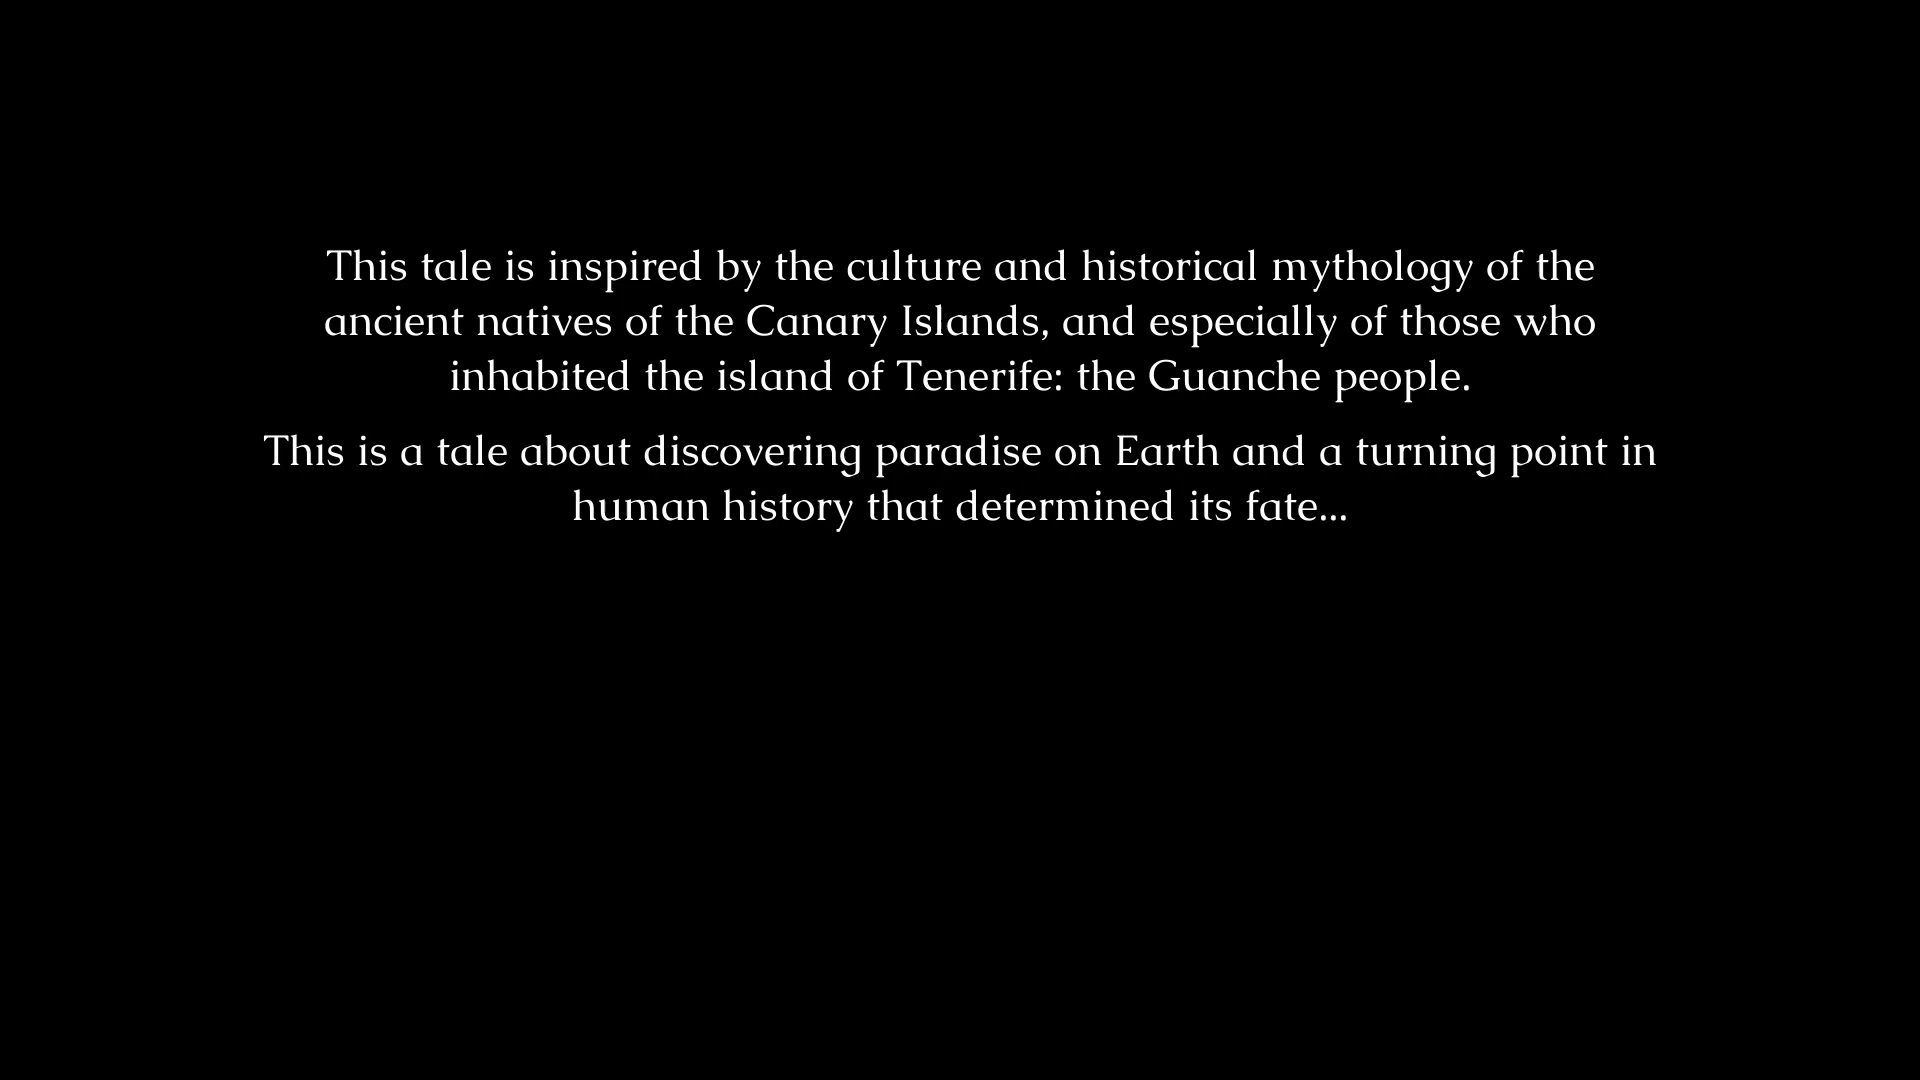 This tale is inspired by the culture and historical mythology of the
ancient natives of the Canary Islands, and especially of those who
inhabited the island of Tenerife: the Guanche people.
This is a tale about discovering paradise on Earth and a turning point in
human history that determined its fate...